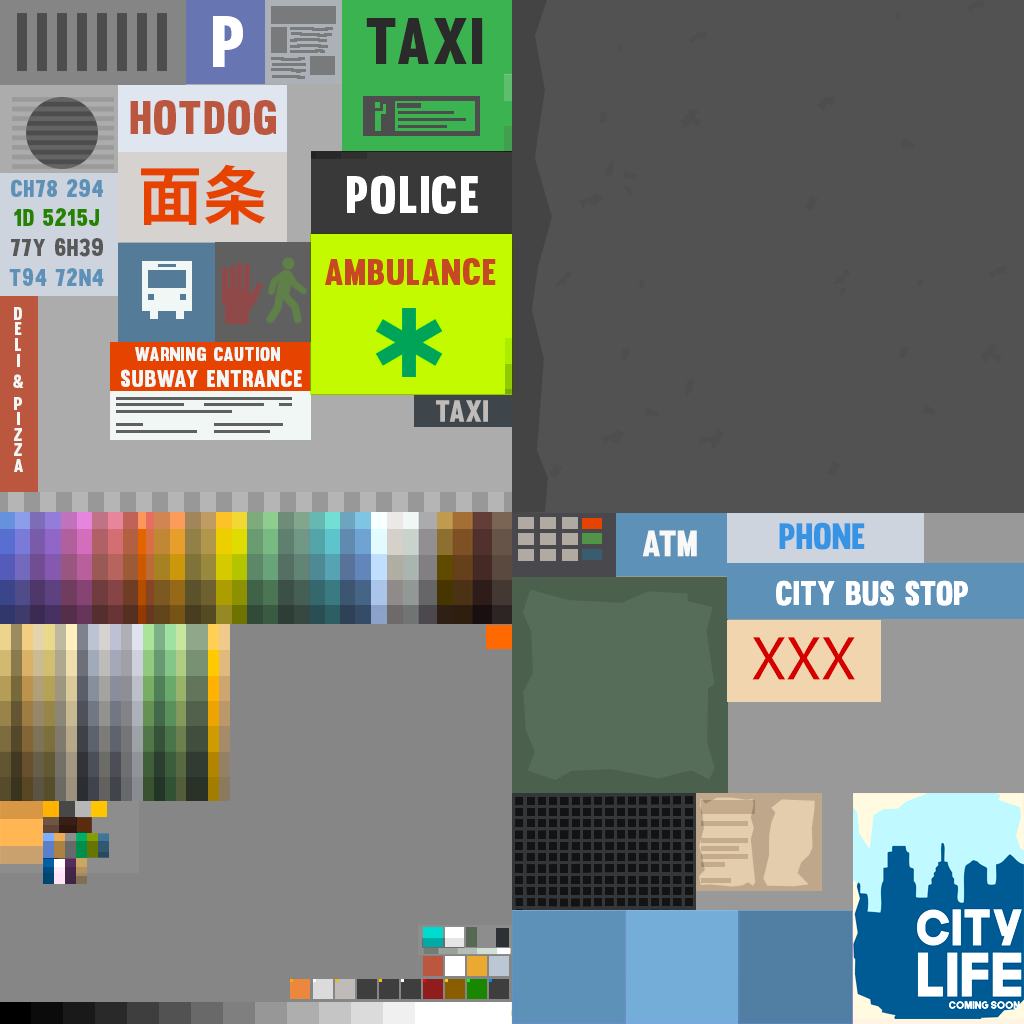 P
TAXI
HOTDOG
面条
POLICE
CH78 294
1D 5215J
77Y 6H39
T94 72N4
AMBULANCE
DELI & PIZZA
WARNING CAUTION
SUBWAY ENTRANCE
TAXI
ATM
PHONE
CITY BUS STOP
XXX
CITY
LIFE
COMING SOON